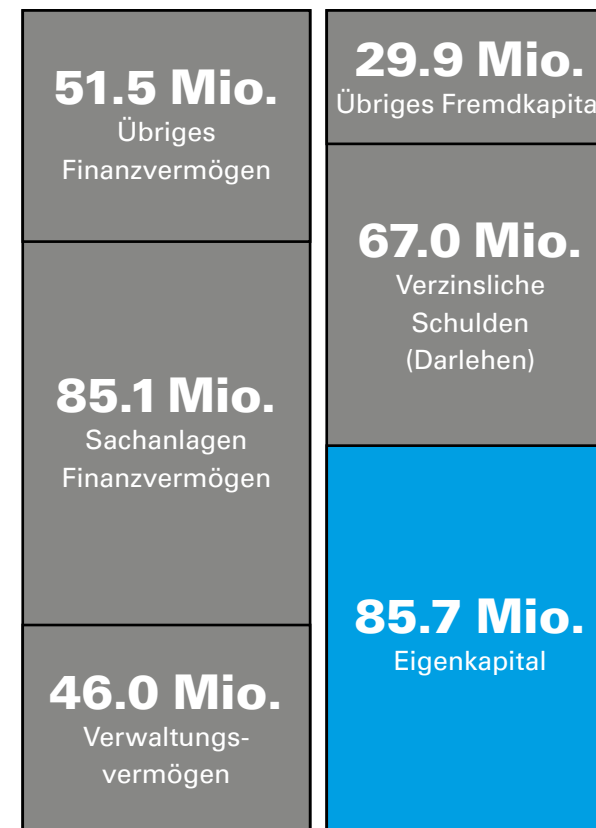 51.5 Mio.
Übriges
Finanzvermögen
85.1 Mio.
Sachanlagen
Finanzvermögen
46.0 Mio.
Verwaltungs-
vermögen
29.9 Mio.
Übriges Fremdkapita
67.0 Mio.
Verzinsliche
Schulden
(Darlehen)
85.7 Mio.
Eigenkapital